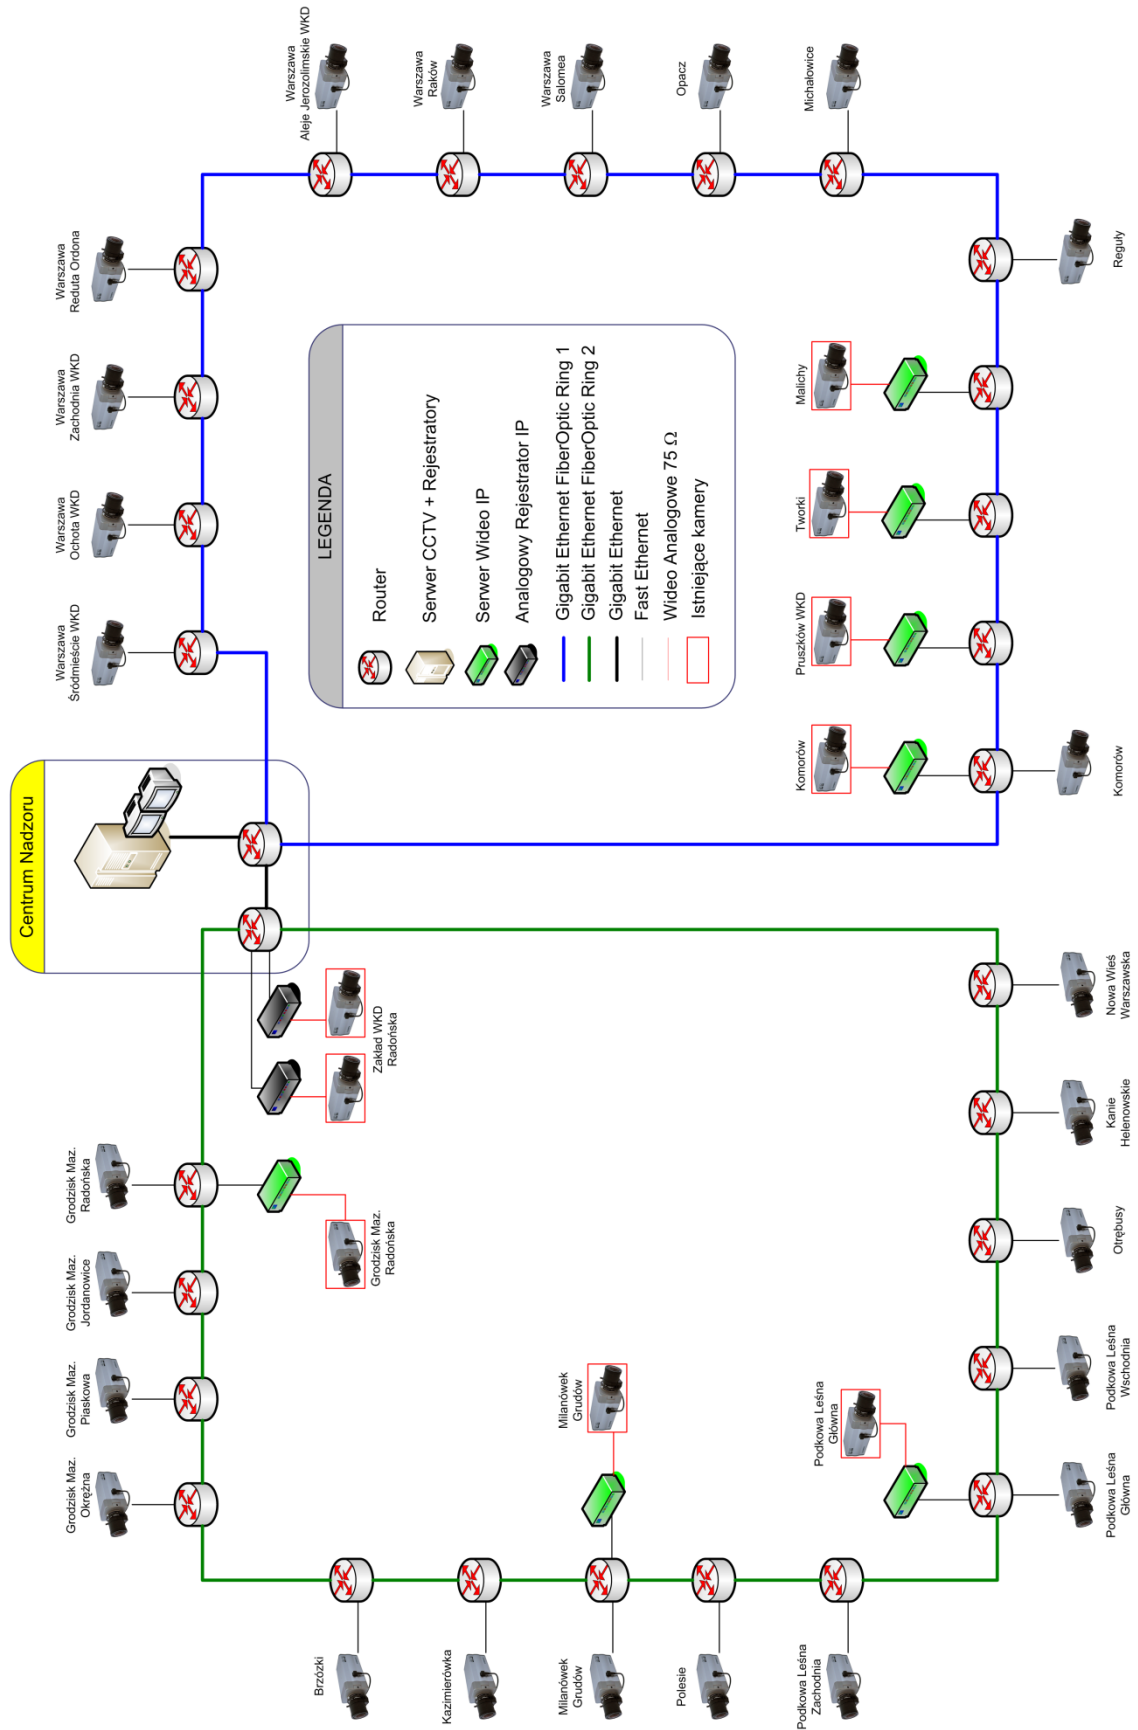 Centrum Nadzoru
Grodzisk Maz.
Okrężna
Grodzisk Maz.
Piaskowa
Grodzisk Maz.
Jordanowice
Grodzisk Maz.
Radońska
Warszawa
Śródmieście WKD
Warszawa
Ochota WKD
Warszawa
Zachodnia WKD
Warszawa
Reduta Ordona
Warszawa
Aleje Jerozolimskie WKD
Warszawa
Raków
Warszawa
Salomea
Opacz
Michałowice
Reguły
Zakład WKD
Radońska
Grodzisk Maz.
Radońska
Brzózki
Kazimierówka
Milanówek
Grudów
Milanówek
Grudów
Polesie
Podkowa Leśna
Zachodnia
Podkowa Leśna
Główna
LEGENDA
Router
Serwer CCTV + Rejestratory
Serwer Wideo IP
Analogowy Rejestrator IP
Gigabit Ethernet FiberOptic Ring 1
Gigabit Ethernet FiberOptic Ring 2
Gigabit Ethernet
Fast Ethernet
Wideo Analogowe 75 Ω
Istniejące kamery
Komorów
Pruszków WKD
Tworki
Malichy
Podkowa Leśna
Główna
Podkowa Leśna
Wschodnia
Otrębusy
Kanie
Helenowskie
Nowa Wieś
Warszawska
Komorów